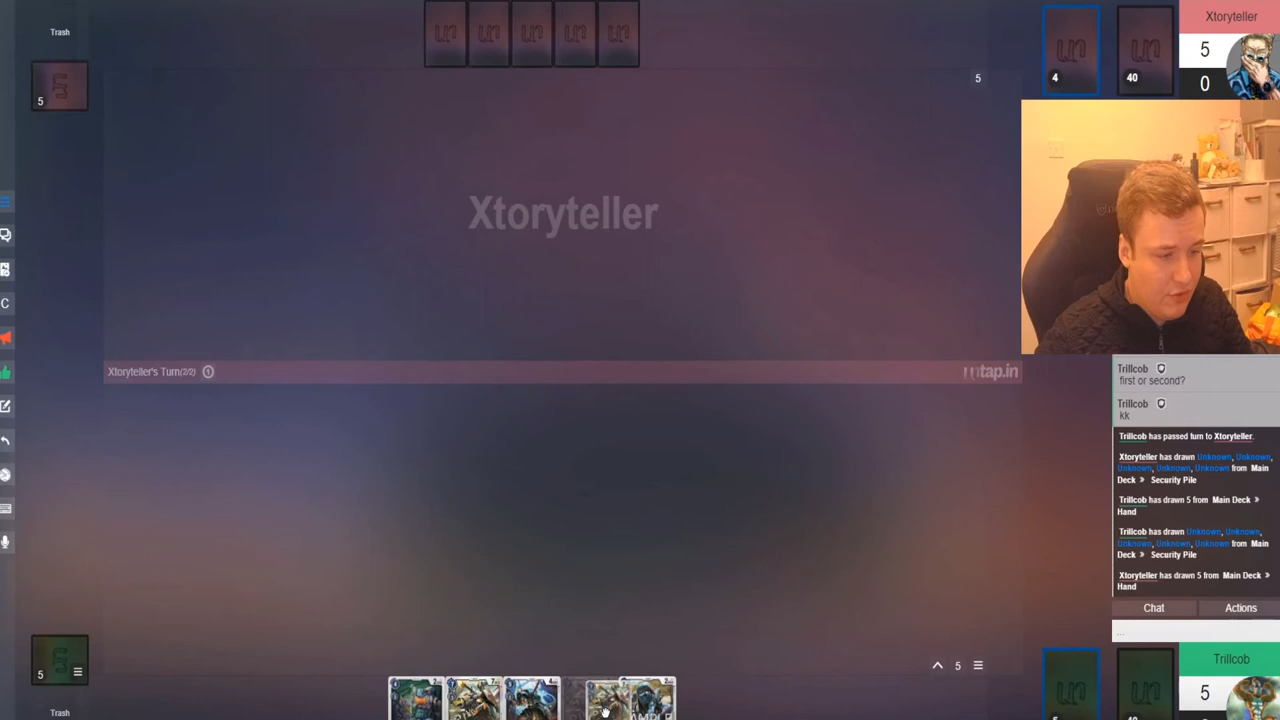 Trash
5
4
40
Xtoryteller
5
0
5
Xtoryteller
Xtoryteller's Turn(2/2) 1
untap.in
C
Trillcob
first or second?
Trillcob
kk
Trillcob has passed turn to Xtoryteller.
Xtoryteller has drawn Unknown, Unknown,
Unknown, Unknown, Unknown from Main
Deck » Security Pile
Trillcob has drawn 5 from Main Deck »
Hand
Trillcob has drawn Unknown, Unknown,
Unknown, Unknown, Unknown from Main
Deck » Security Pile
Xtoryteller has drawn 5 from Main Deck »
Hand
Chat
Actions
...
5
5
Trillcob
5
Trash